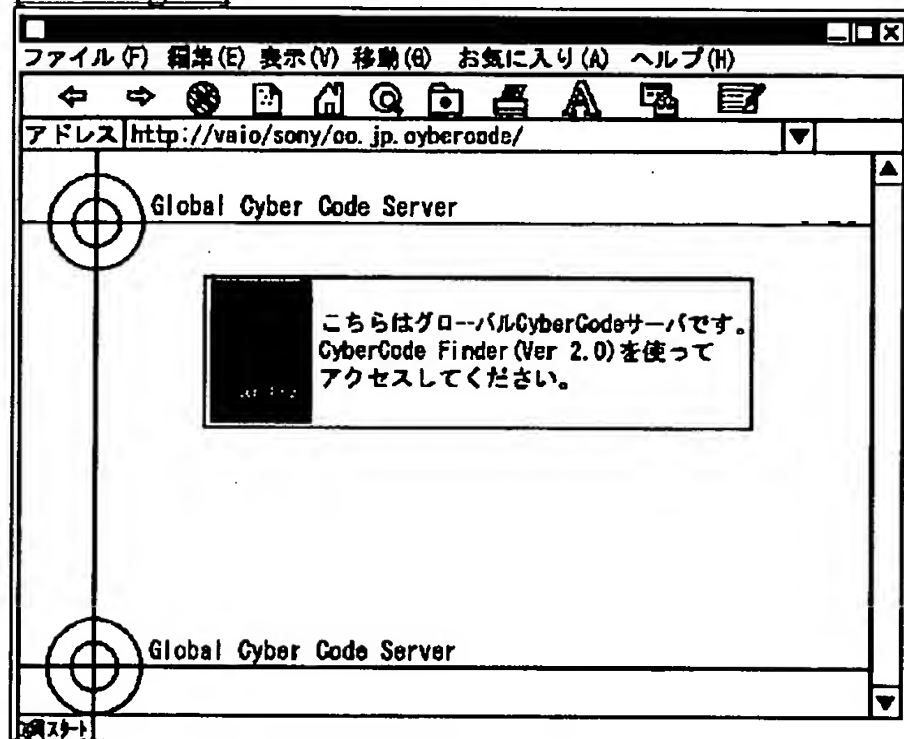 ファイル(F) 編集(E) 表示(V) 移動(G) お気に入り(A) ヘルプ(H)
アドレス http://vaio/sony/co.jp.cybercode/
Global Cyber Code Server
こちらはグローバルCyberCodeサーバです。
CyberCode Finder(Ver 2.0)を使って
アクセスしてください。
Global Cyber Code Server
スタート